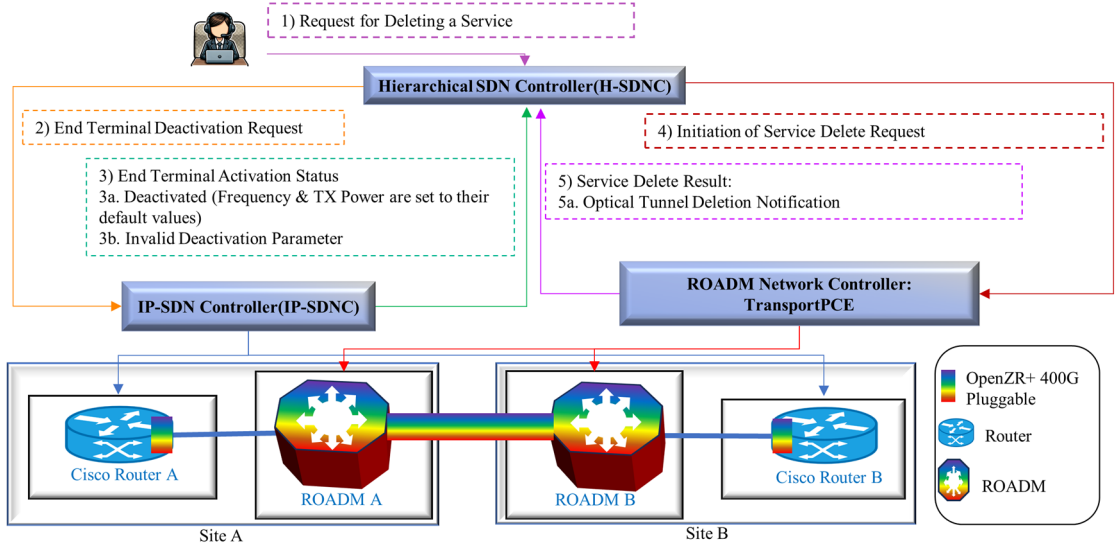 1) Request for Deleting a Service
Hierarchical SDN Controller(H-SDNC)
2) End Terminal Deactivation Request
4) Initiation of Service Delete Request
3) End Terminal Activation Status
3a. Deactivated (Frequency & TX Power are set to their
default values)
3b. Invalid Deactivation Parameter
5) Service Delete Result:
5a. Optical Tunnel Deletion Notification
IP-SDN Controller(IP-SDNC)
ROADM Network Controller:
TransportPCE
OpenZR+ 400G
Pluggable
Router
ROADM
Cisco Router A
ROADM A
ROADM B
Cisco Router B
Site A
Site B